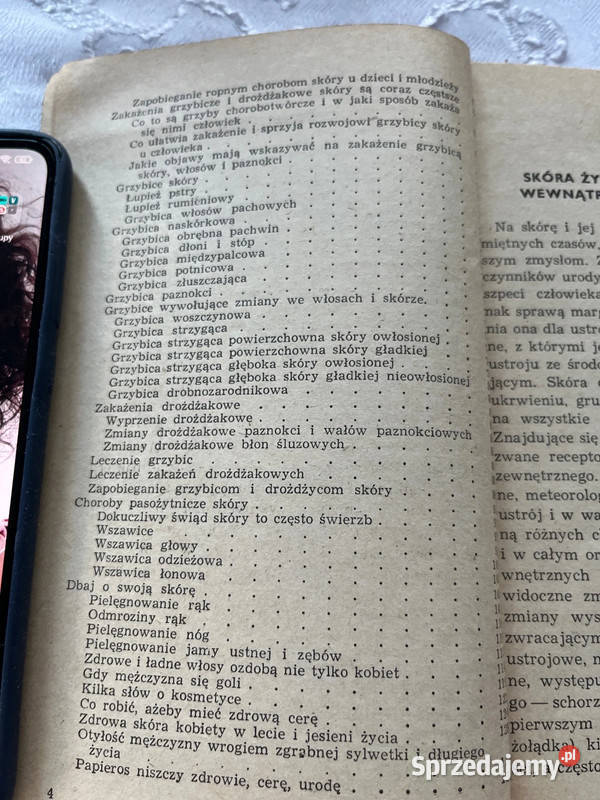 Zapobieganie ropnym chorobom skóry u dzieci i młodzieży
Zakażenia grzybicze i drożdżakowe skóry są coraz częstsze
Co to są grzyby chorobotwórcze i w jaki sposób zakaża
się nimi człowiek
Co ułatwia zakażenie i sprzyja rozwojowi grzybicy skóry
u człowieka
Jakie objawy mają wskazywać na zakażenie grzybicą
skóry, włosów i paznokci
Grzybice skóry
Łupież pstry
Łupież rumieniowy
Grzybica włosów pachowych
Grzybica naskórkowa
Grzybica obrębna pachwin
Grzybica dłoni i stóp
Grzybica międzypalcowa
Grzybica potnicowa
Grzybica złuszczająca
Grzybica paznokci
Grzybice wywołujące zmiany we włosach i skórze.
Grzybica woszczynowa
Grzybica strzygąca
Grzybica strzygąca powierzchowna skóry owłosionej
Grzybica strzygąca powierzchowna skóry gładkiej
Grzybica strzygąca głęboka skóry owłosionej
Grzybica strzygąca głęboka skóry gładkiej nieowłosionej
Grzybica drobnozarodnikowa
Zakażenia drożdżakowe
Wyprzenie drożdżakowe
Zmiany drożdżakowe paznokci i wałów paznokciowych
Zmiany drożdżakowe błon śluzowych
Leczenie grzybic
Leczenie zakażeń drożdżakowych
Zapobieganie grzybicom i drożdżycom skóry
Choroby pasożytnicze skóry
Dokuczliwy świąd skóry to często świerzb
Wszawice
Wszawica głowy
Wszawica odzieżowa
Wszawica łonowa
Dbaj o swoją skórę
Pielęgnowanie rąk
Odmroziny rąk
Pielęgnowanie nóg
Pielęgnowanie jamy ustnej i zębów
Zdrowe i ładne włosy ozdobą nie tylko kobiet
Gdy mężczyzna się goli
Kilka słów o kosmetyce
Co robić, ażeby mieć zdrową cerę
Zdrowa skóra kobiety w lecie i jesieni życia
Otyłość mężczyzny wrogiem zgrabnej sylwetki i długiego
życia
Papieros niszczy zdrowie, cerę, urodę
4
SKÓRA ŻY
WEWNĄTR
Na skórę i jej
miętnych czasów,
szym zmysłom. Z
czynników urody
szpeci człowieka
nak sprawą marg
nia ona dla ustro
ne, z którymi je
ustroju ze środo
ającym. Skóra
ukrwieniu, gru
na wszystkie
Znajdujące się
zwane recepto
zewnętrznego.
ne, meteorolog
ustrój i w wa
ną różnych c
i w całym or
wnętrznych
widoczne zm
zmiany wys
zwracającym
ustrojowe, n
ne, występu
go — schorz
pierwszym
żołądka) ki
często
upy
Sprzedajemy.pl